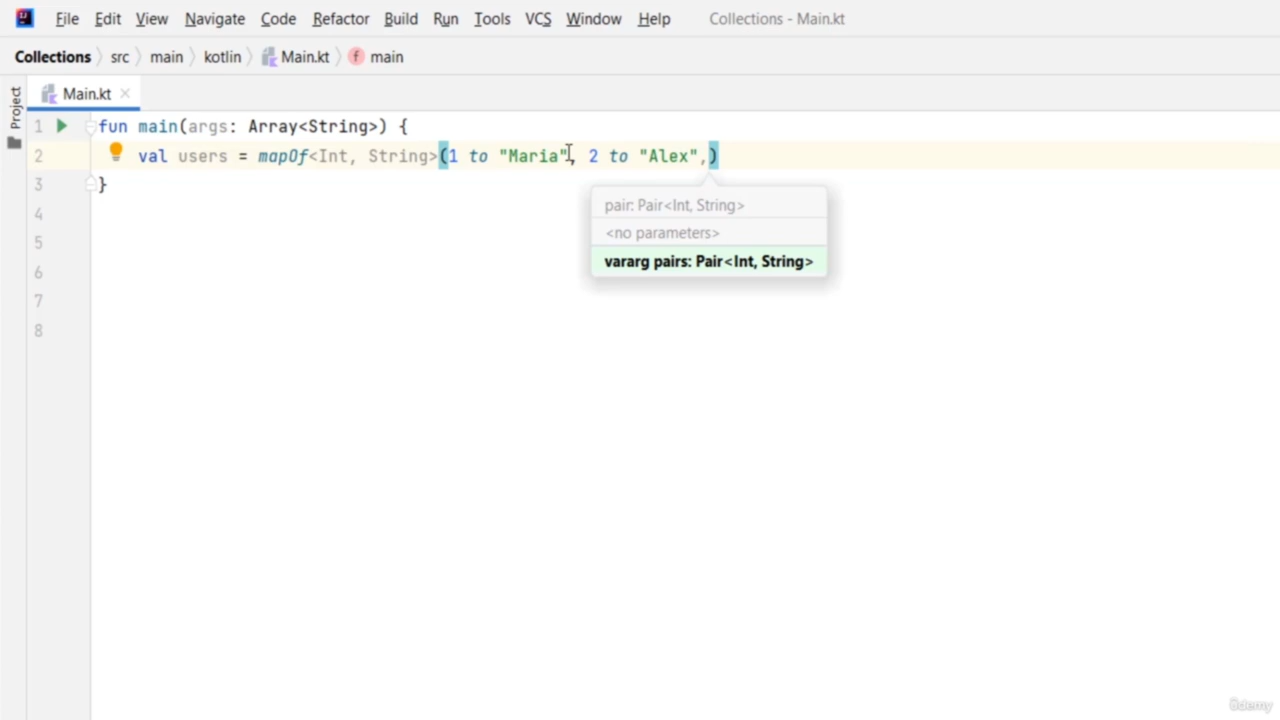 File Edit View Navigate Code Refactor Build Run Tools VCS Window Help Collections - Main.kt
Collections src main kotlin Main.kt f main
Project
Main.kt
1 fun main(args: Array<String>) {
2 val users = mapOf<Int, String>(1 to "Maria", 2 to "Alex",)
3 }
4
5
6
7
8
pair: Pair<Int, String>
<no parameters>
vararg pairs: Pair<Int, String>
ûdemy